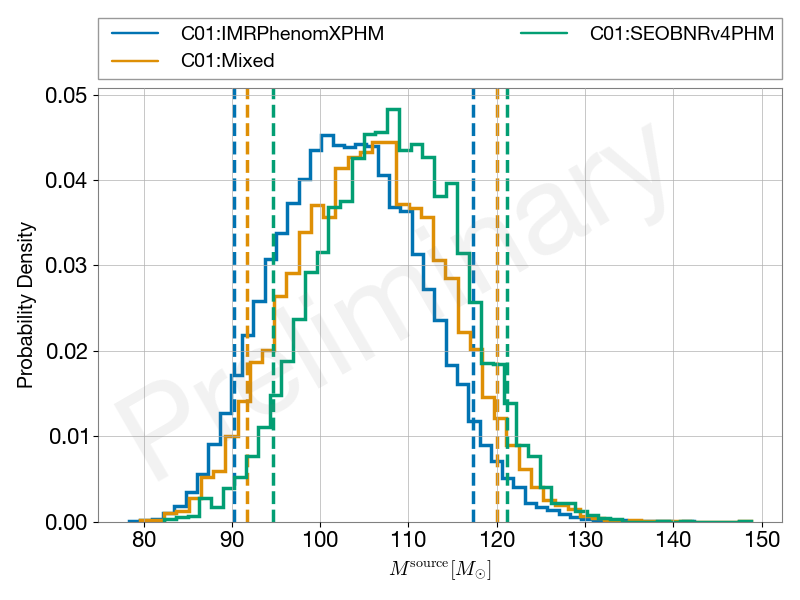 C01:IMRPhenomXPHM
C01:Mixed
C01:SEOBNRv4PHM
Preliminary
Probability Density
0.05
0.04
0.03
0.02
0.01
0.00
80 90 100 110 120 130 140 150
M^source[M_⊙]